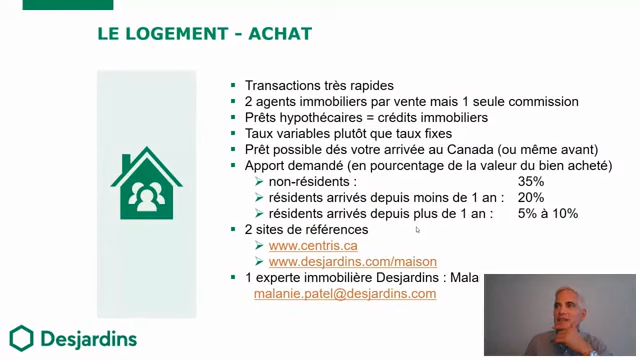 LE LOGEMENT - ACHAT
Transactions très rapides
2 agents immobiliers par vente mais 1 seule commission
Prêts hypothécaires = crédits immobiliers
Taux variables plutôt que taux fixes
Prêt possible dés votre arrivée au Canada (ou même avant)
Apport demandé (en pourcentage de la valeur du bien acheté)
non-résidents : 35%
résidents arrivés depuis moins de 1 an : 20%
résidents arrivés depuis plus de 1 an : 5% à 10%
2 sites de références
www.centris.ca
www.desjardins.com/maison
1 experte immobilière Desjardins : Mala
malanie.patel@desjardins.com
Desjardins